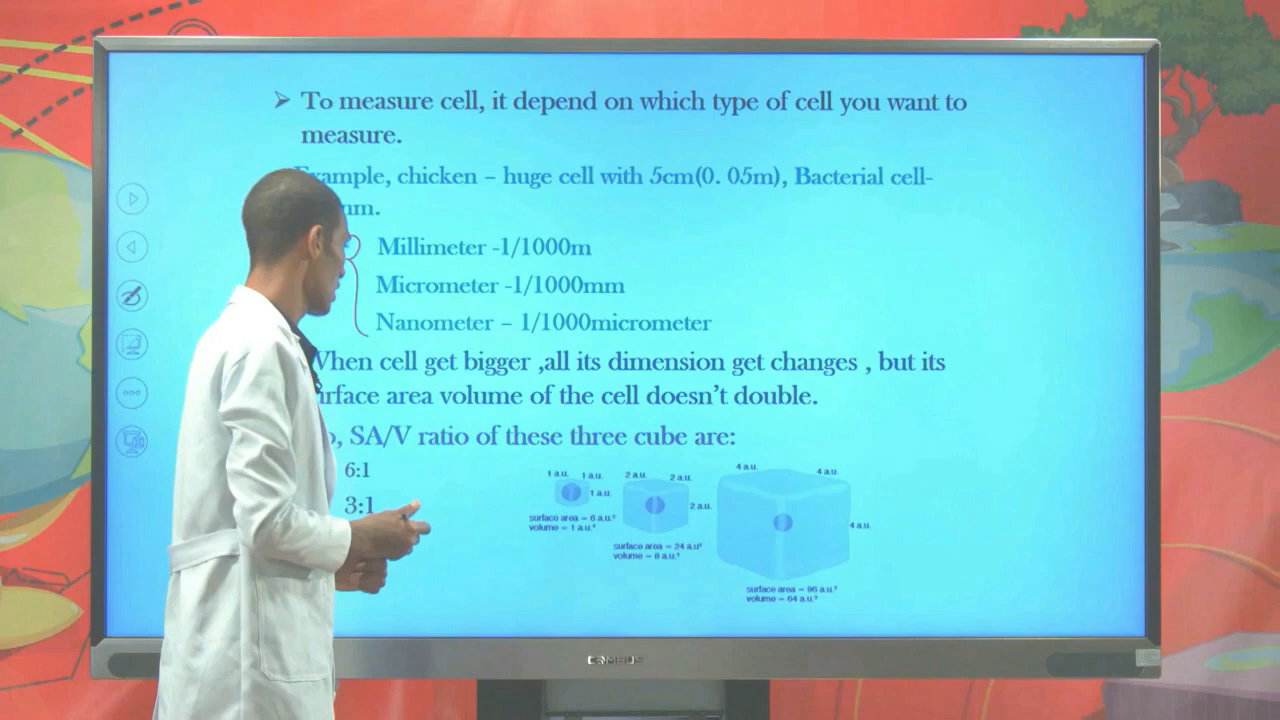 ➢ To measure cell, it depend on which type of cell you want to
measure.
Example, chicken – huge cell with 5cm(0. 05m), Bacterial cell-
nm.
Millimeter -1/1000m
Micrometer -1/1000mm
Nanometer – 1/1000micrometer
When cell get bigger ,all its dimension get changes , but its
area volume of the cell doesn't double.
, SA/V ratio of these three cube are:
6:1
3:1
1 a.u. 1 a.u. 2 a.u. 2 a.u. 4 a.u. 4 a.u.
1 a.u. 2 a.u. 4 a.u.
surface area = 6 a.u.²
volume = 1 a.u.³
surface area = 24 a.u²
volume = 8 a.u.³
surface area = 96 a.u.²
volume = 64 a.u.³